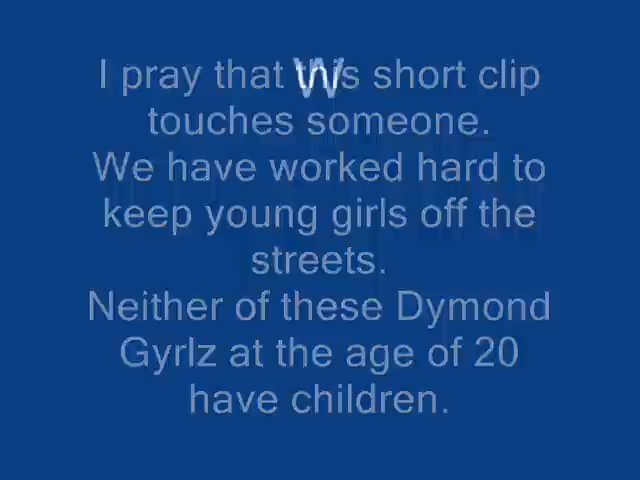 I pray that this short clip
touches someone.
We have worked hard to
keep young girls off the
streets.
Neither of these Dymond
Gyrlz at the age of 20
have children.
W